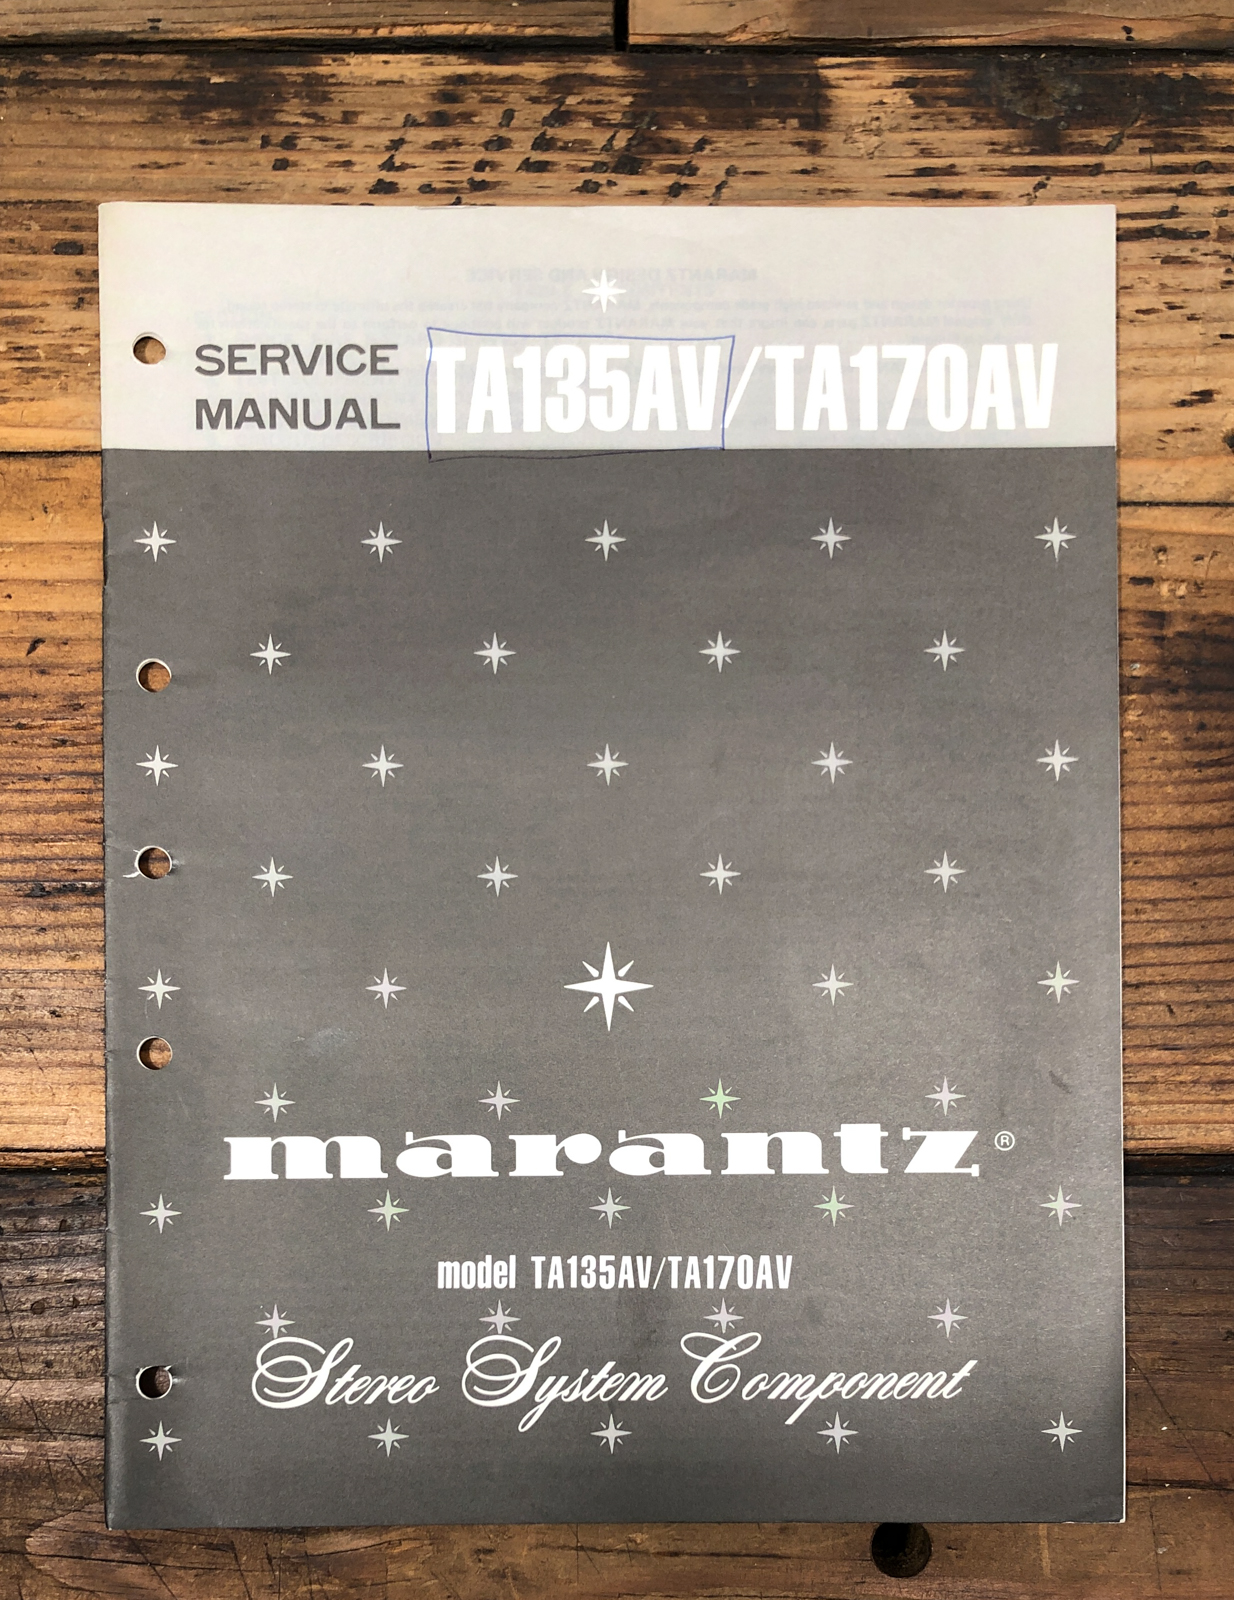 SERVICE
MANUAL
TA135AV/TA170AV
marantz®
model TA135AV/TA170AV
Stereo System Component